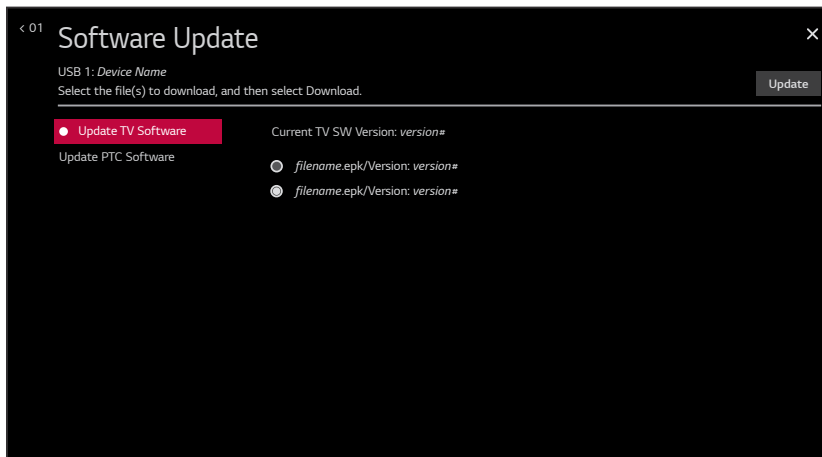 < 01
Software Update
USB 1: Device Name
Select the file(s) to download, and then select Download.
Update
Update TV Software
Current TV SW Version: version#
Update PTC Software
filename.epk/Version: version#
filename.epk/Version: version#